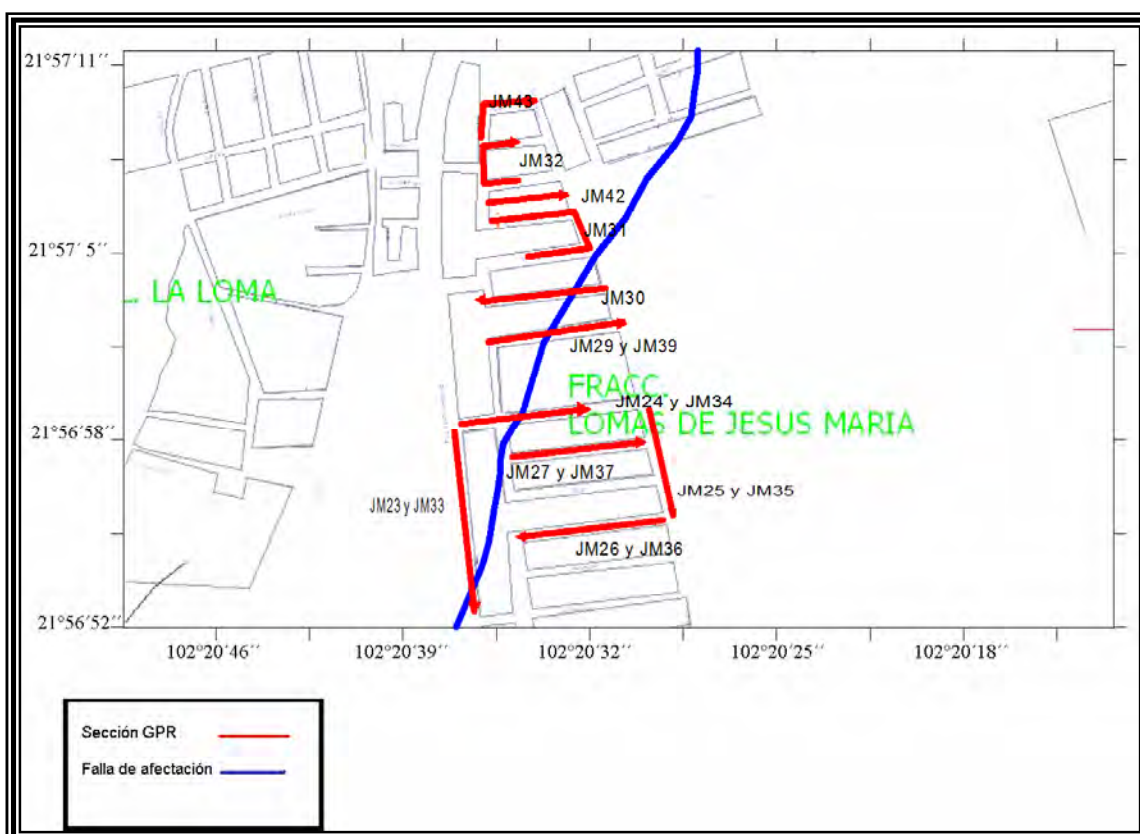 21°56'11´´
JM43
JM32
JM42
JM31
21°57´5´´
L. LA LOMA
JM30
JM29 y JM39
FRACC.
JM24 y JM34
LOMAS DE JESUS MARIA
21°56'58´´
JM27 y JM37
JM25 y JM35
JM23 y JM33
JM26 y JM36
21°56'52´´
102°20'46´´
102°20'39´´
102°20'32´´
102°20'25´´
102°20'18´´
Sección GPR
Falla de afectación